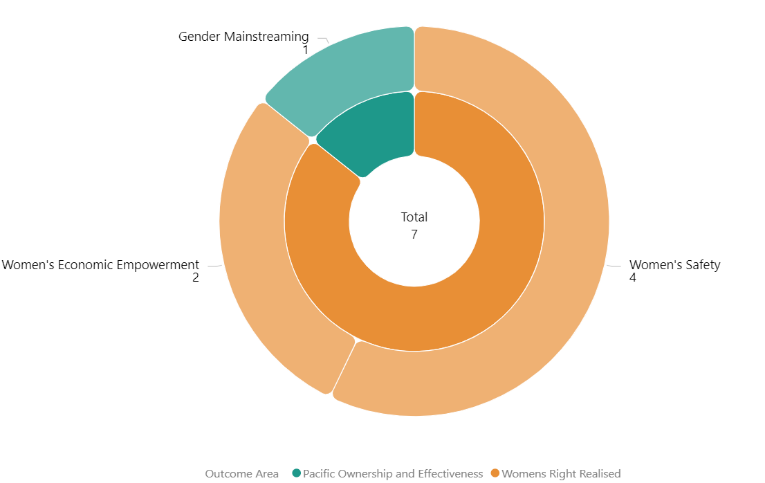 Gender Mainstreaming
1
Total
7
Women's Economic Empowerment
2
Women's Safety
4
Outcome Area
Pacific Ownership and Effectiveness
Womens Right Realised